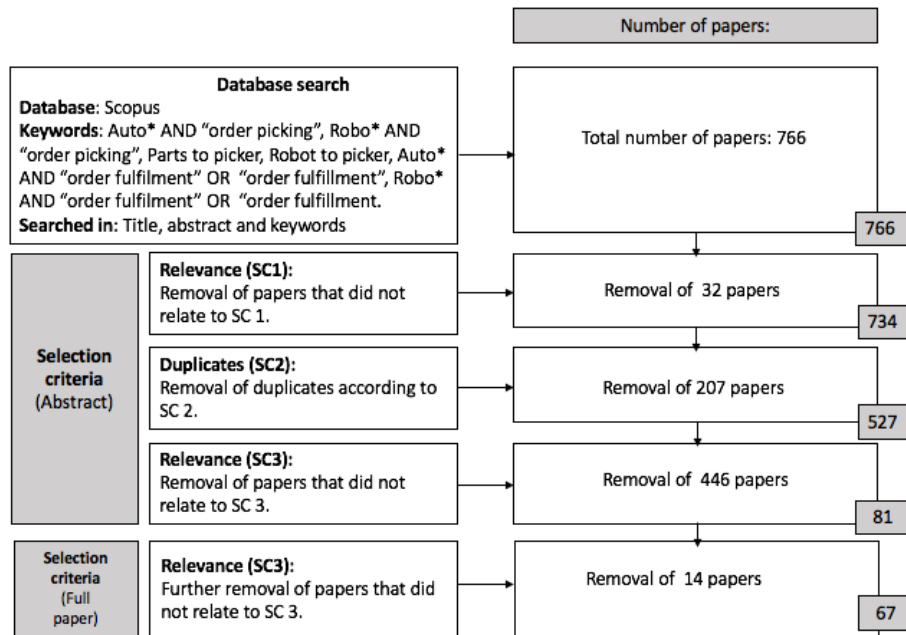 Number of papers:
Database search
Database: Scopus
Keywords: Auto* AND “order picking”, Robo* AND
“order picking”, Parts to picker, Robot to picker, Auto*
AND “order fulfilment” OR “order fulfillment”, Robo*
AND “order fulfilment” OR “order fulfillment.
Searched in: Title, abstract and keywords
Total number of papers: 766
766
Selection
criteria
(Abstract)
Relevance (SC1):
Removal of papers that did not
relate to SC 1.
Removal of 32 papers
734
Duplicates (SC2):
Removal of duplicates according to
SC 2.
Removal of 207 papers
527
Relevance (SC3):
Removal of papers that did not
relate to SC 3.
Removal of 446 papers
81
Selection
criteria
(Full
paper)
Relevance (SC3):
Further removal of papers that did
not relate to SC 3.
Removal of 14 papers
67